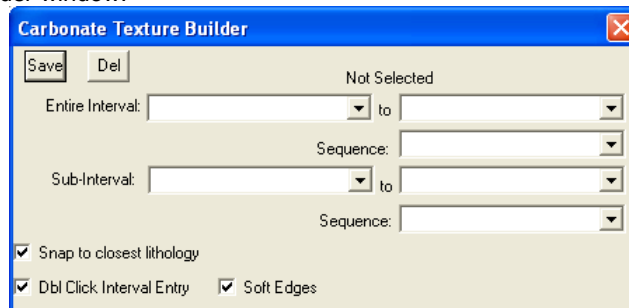 Carbonate Texture Builder
Save Del
Not Selected
Entire Interval: to
Sequence:
Sub-Interval: to
Sequence:
Snap to closest lithology
Dbl Click Interval Entry Soft Edges